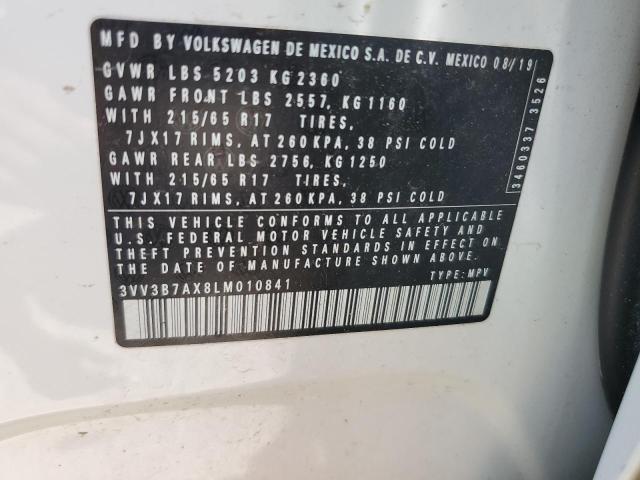 MFD BY VOLKSWAGEN DE MEXICO S.A. DE C.V. MEXICO 08/19
GVWR LBS 5203 KG 2360
GAWR FRONT LBS 2557, KG 1160
WITH 215/65 R17 TIRES,
7JX17 RIMS, AT 260 KPA, 38 PSI COLD
GAWR REAR LBS 2756, KG 1250
WITH 215/65 R17 TIRES,
7JX17 RIMS, AT 260 KPA, 38 PSI COLD
THIS VEHICLE CONFORMS TO ALL APPLICABLE
U.S. FEDERAL MOTOR VEHICLE SAFETY AND
THEFT PREVENTION STANDARDS IN EFFECT ON
THE DATE OF MANUFACTURE SHOWN ABOVE.
3VV3B7AX8LM010841 TYPE: MPV
3460337 3526